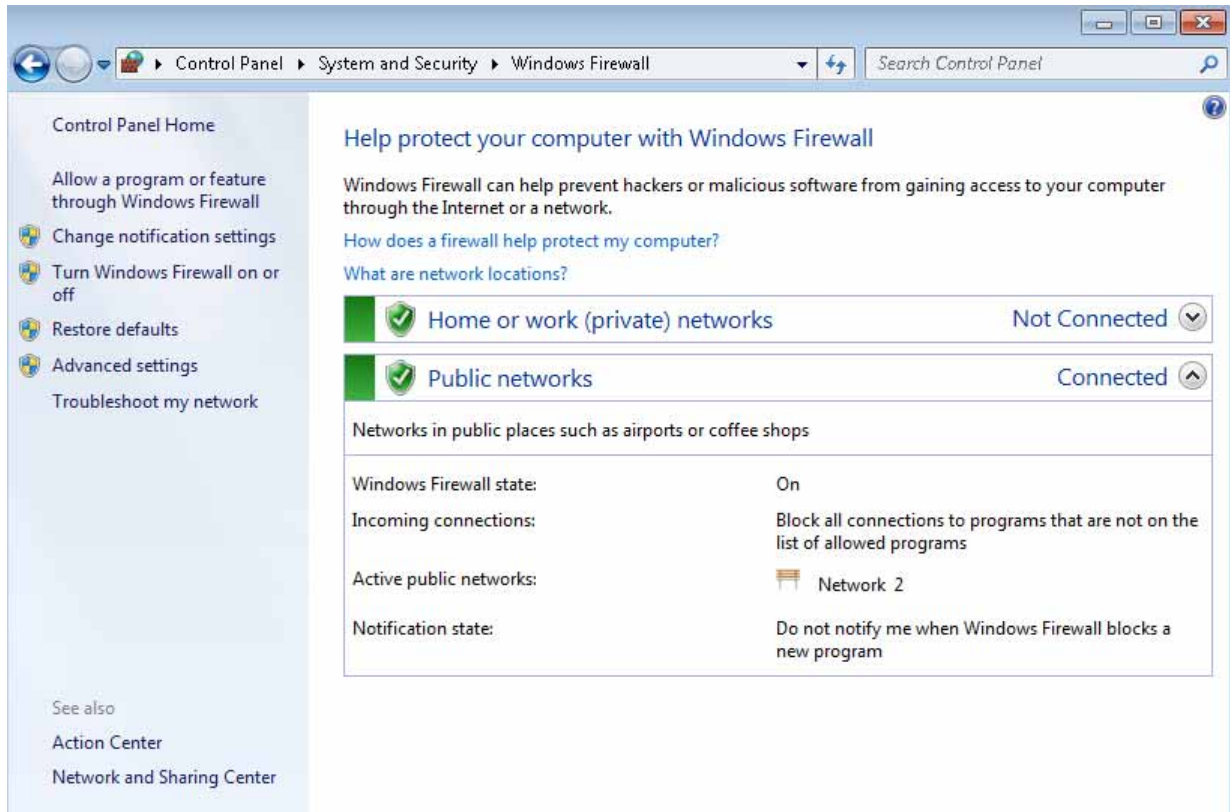 Control Panel ▸ System and Security ▸ Windows Firewall
Search Control Panel
Control Panel Home
Allow a program or feature
through Windows Firewall
Change notification settings
Turn Windows Firewall on or
off
Restore defaults
Advanced settings
Troubleshoot my network
See also
Action Center
Network and Sharing Center
Help protect your computer with Windows Firewall
Windows Firewall can help prevent hackers or malicious software from gaining access to your computer
through the Internet or a network.
How does a firewall help protect my computer?
What are network locations?
Home or work (private) networks Not Connected
Public networks Connected
Networks in public places such as airports or coffee shops
Windows Firewall state: On
Incoming connections: Block all connections to programs that are not on the
list of allowed programs
Active public networks: Network 2
Notification state: Do not notify me when Windows Firewall blocks a
new program